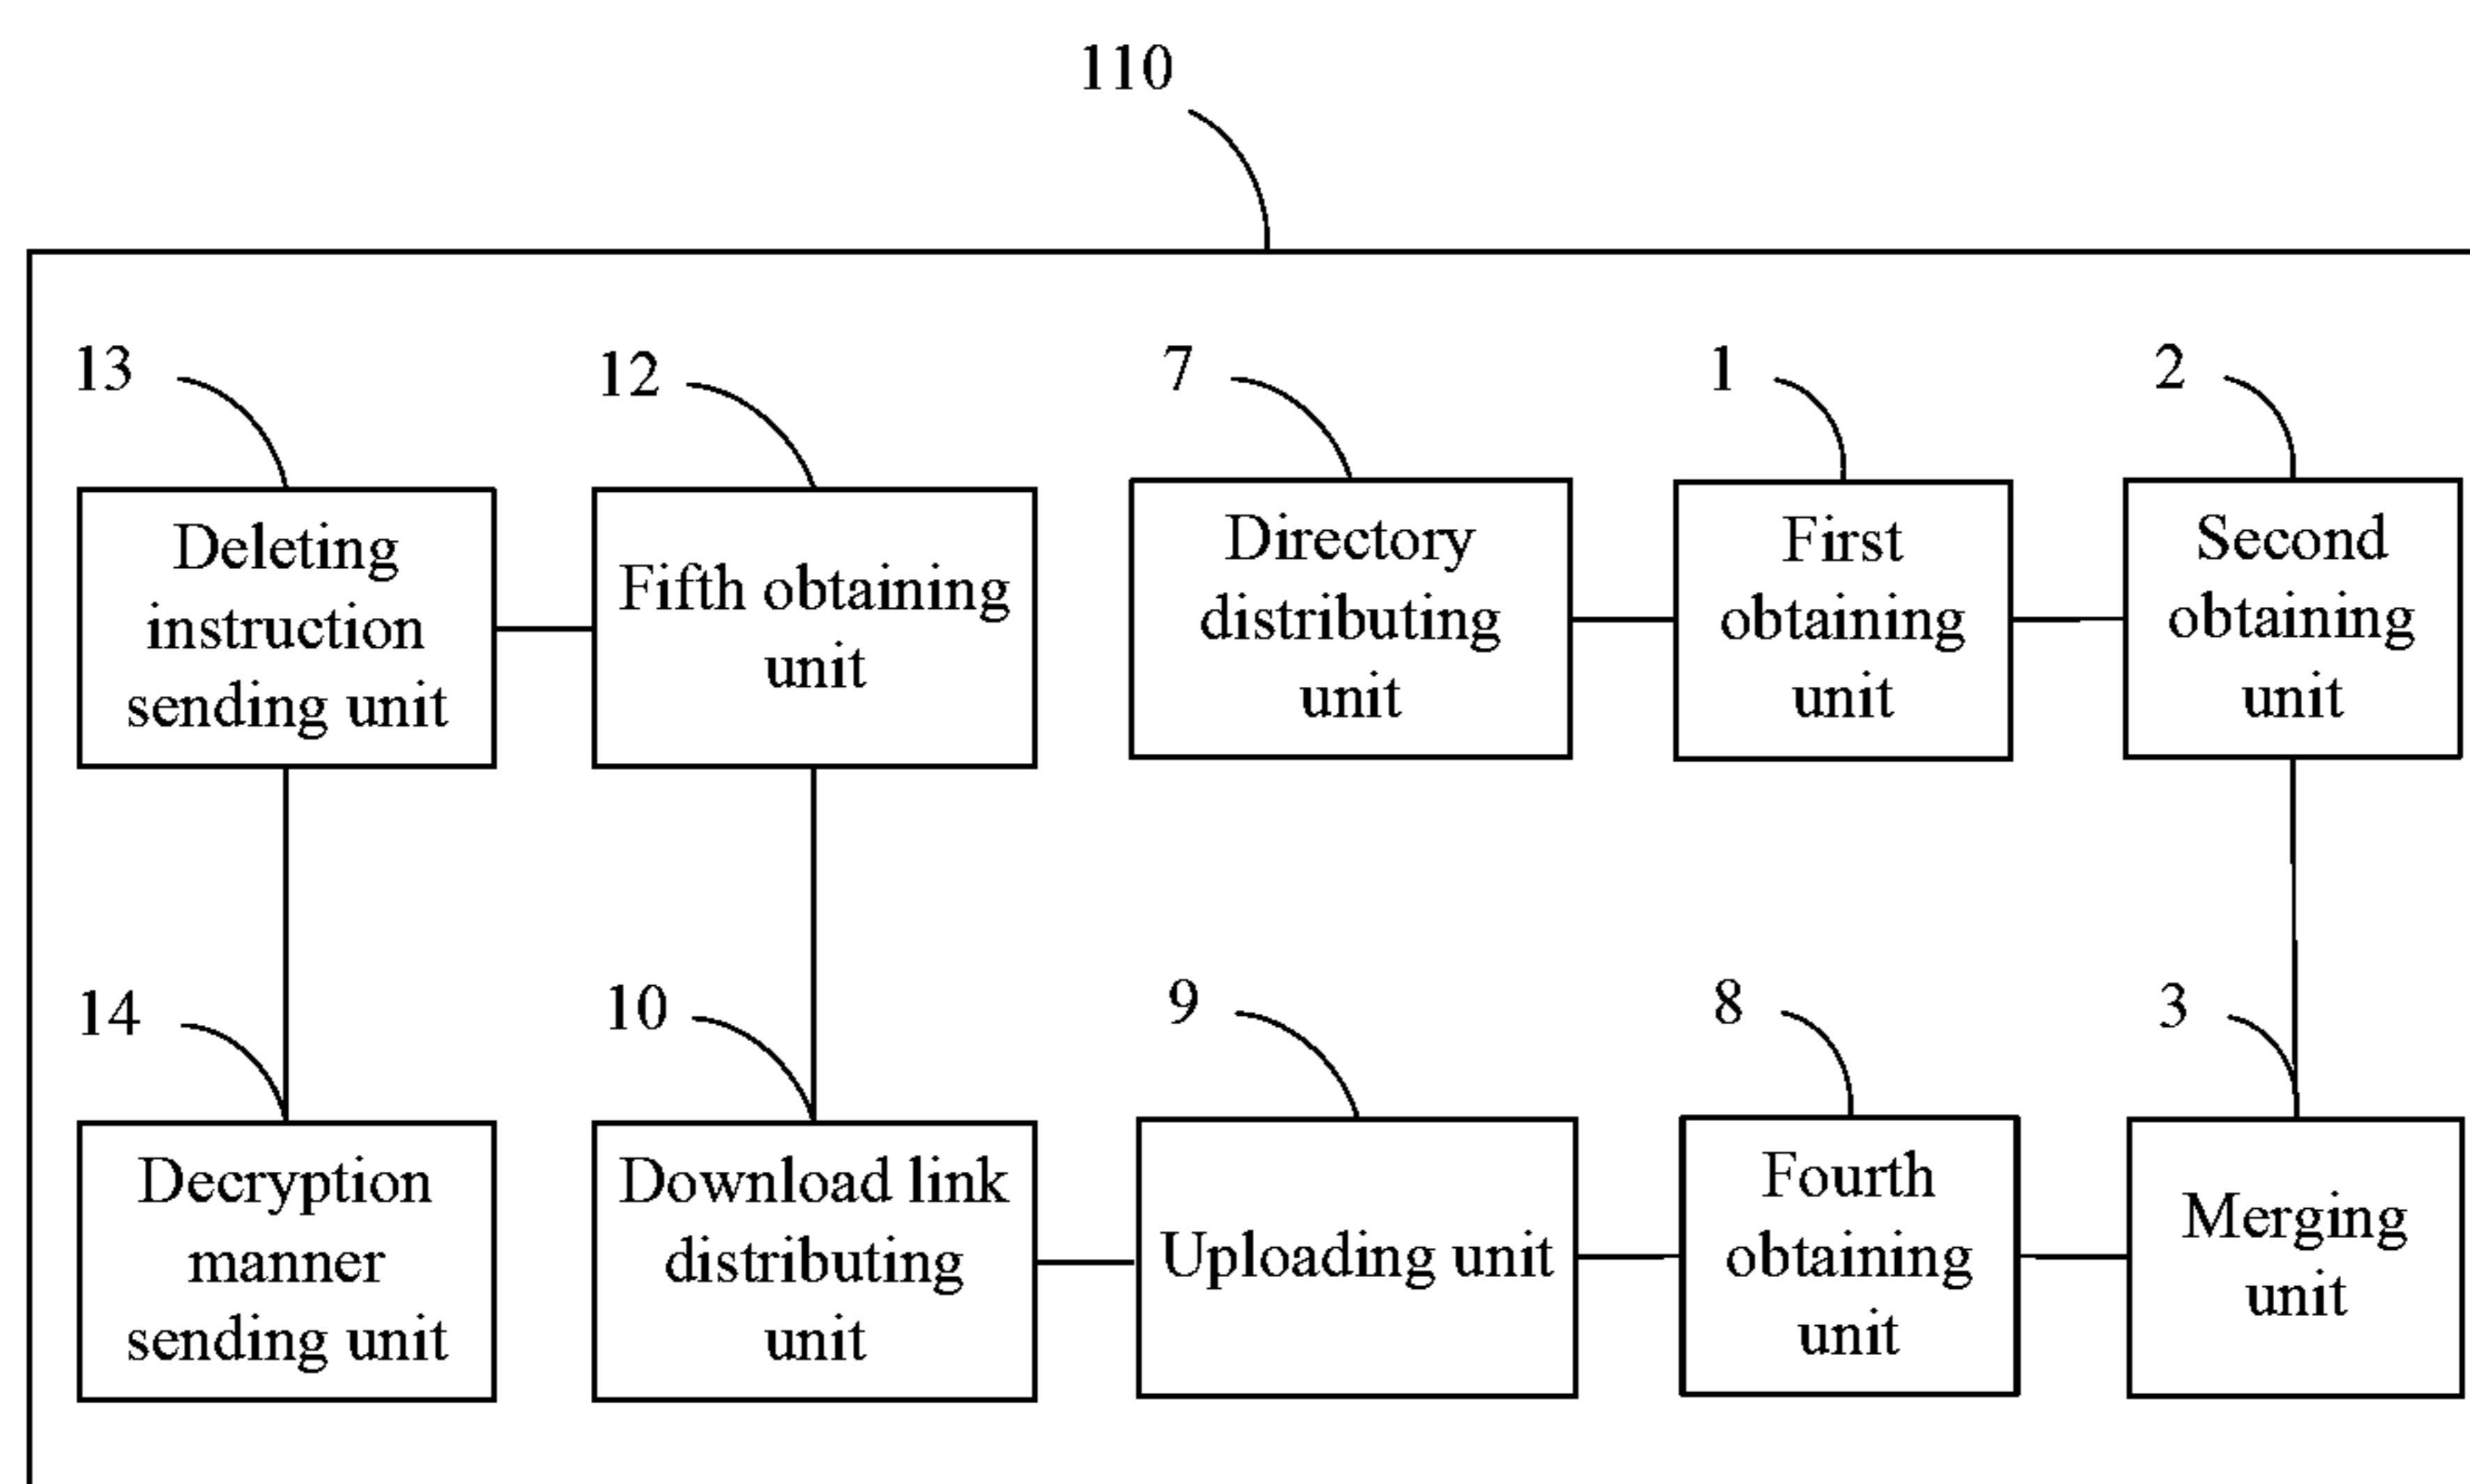 110
13
12
7
1
2
Deleting
instruction
sending unit
Fifth obtaining
unit
Directory
distributing
unit
First
obtaining
unit
Second
obtaining
unit
14
10
9
8
3
Decryption
manner
sending unit
Download link
distributing
unit
Uploading unit
Fourth
obtaining
unit
Merging
unit